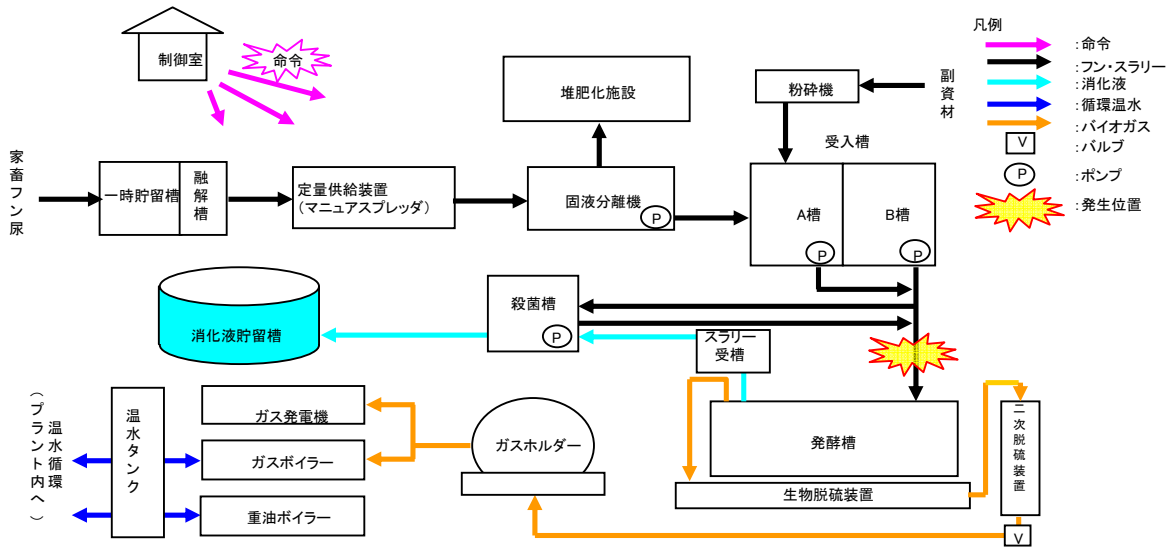 制御室
命令
凡例
:命令
:フン・スラリー
:消化液
:循環温水
:バイオガス
V
:バルブ
P
:ポンプ
:発生位置
堆肥化施設
粉砕機
副資材
受入槽
家畜フン尿
一時貯留槽
融解槽
定量供給装置
(マニュアスプレッダ)
固液分離機
P
A槽
B槽
P
P
消化液貯留槽
殺菌槽
P
スラリー
受槽
温水循環
(プラント内へ)
温水タンク
ガス発電機
ガスボイラー
重油ボイラー
ガスホルダー
発酵槽
生物脱硫装置
二次脱硫装置
V